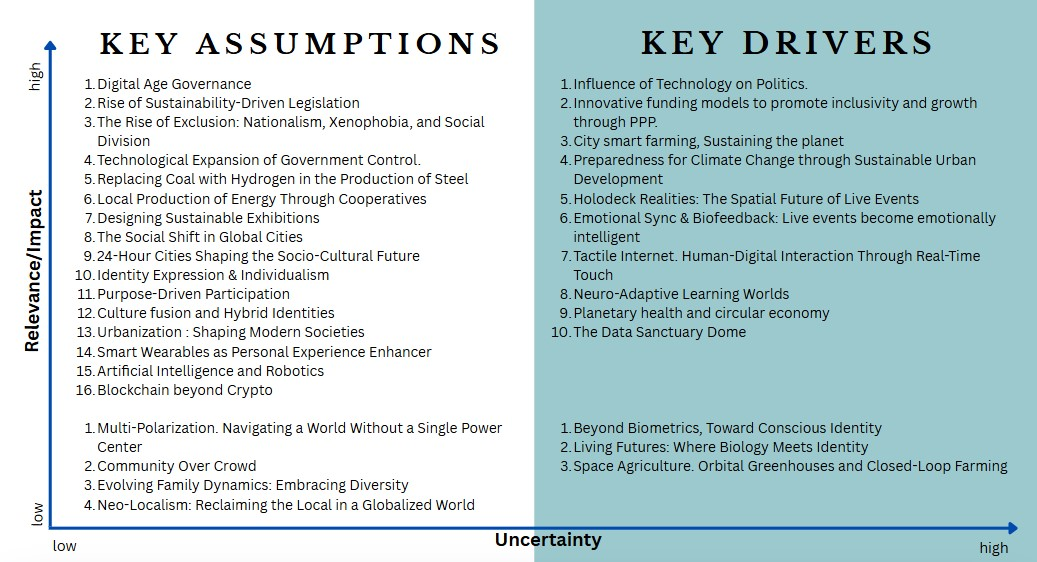 KEY ASSUMPTIONS
high
1. Digital Age Governance
2. Rise of Sustainability-Driven Legislation
3. The Rise of Exclusion: Nationalism, Xenophobia, and Social
Division
4. Technological Expansion of Government Control.
5. Replacing Coal with Hydrogen in the Production of Steel
6. Local Production of Energy Through Cooperatives
7. Designing Sustainable Exhibitions
8. The Social Shift in Global Cities
9. 24-Hour Cities Shaping the Socio-Cultural Future
10. Identity Expression & Individualism
11. Purpose-Driven Participation
12. Culture fusion and Hybrid Identities
13. Urbanization : Shaping Modern Societies
14. Smart Wearables as Personal Experience Enhancer
15. Artificial Intelligence and Robotics
16. Blockchain beyond Crypto
Relevance/Impact
1. Multi-Polarization. Navigating a World Without a Single Power
Center
2. Community Over Crowd
3. Evolving Family Dynamics: Embracing Diversity
4. Neo-Localism: Reclaiming the Local in a Globalized World
low
KEY DRIVERS
1. Influence of Technology on Politics.
2. Innovative funding models to promote inclusivity and growth
through PPP.
3. City smart farming, Sustaining the planet
4. Preparedness for Climate Change through Sustainable Urban
Development
5. Holodeck Realities: The Spatial Future of Live Events
6. Emotional Sync & Biofeedback: Live events become emotionally
intelligent
7. Tactile Internet. Human-Digital Interaction Through Real-Time
Touch
8. Neuro-Adaptive Learning Worlds
9. Planetary health and circular economy
10. The Data Sanctuary Dome
1. Beyond Biometrics, Toward Conscious Identity
2. Living Futures: Where Biology Meets Identity
3. Space Agriculture. Orbital Greenhouses and Closed-Loop Farming
low
Uncertainty
high